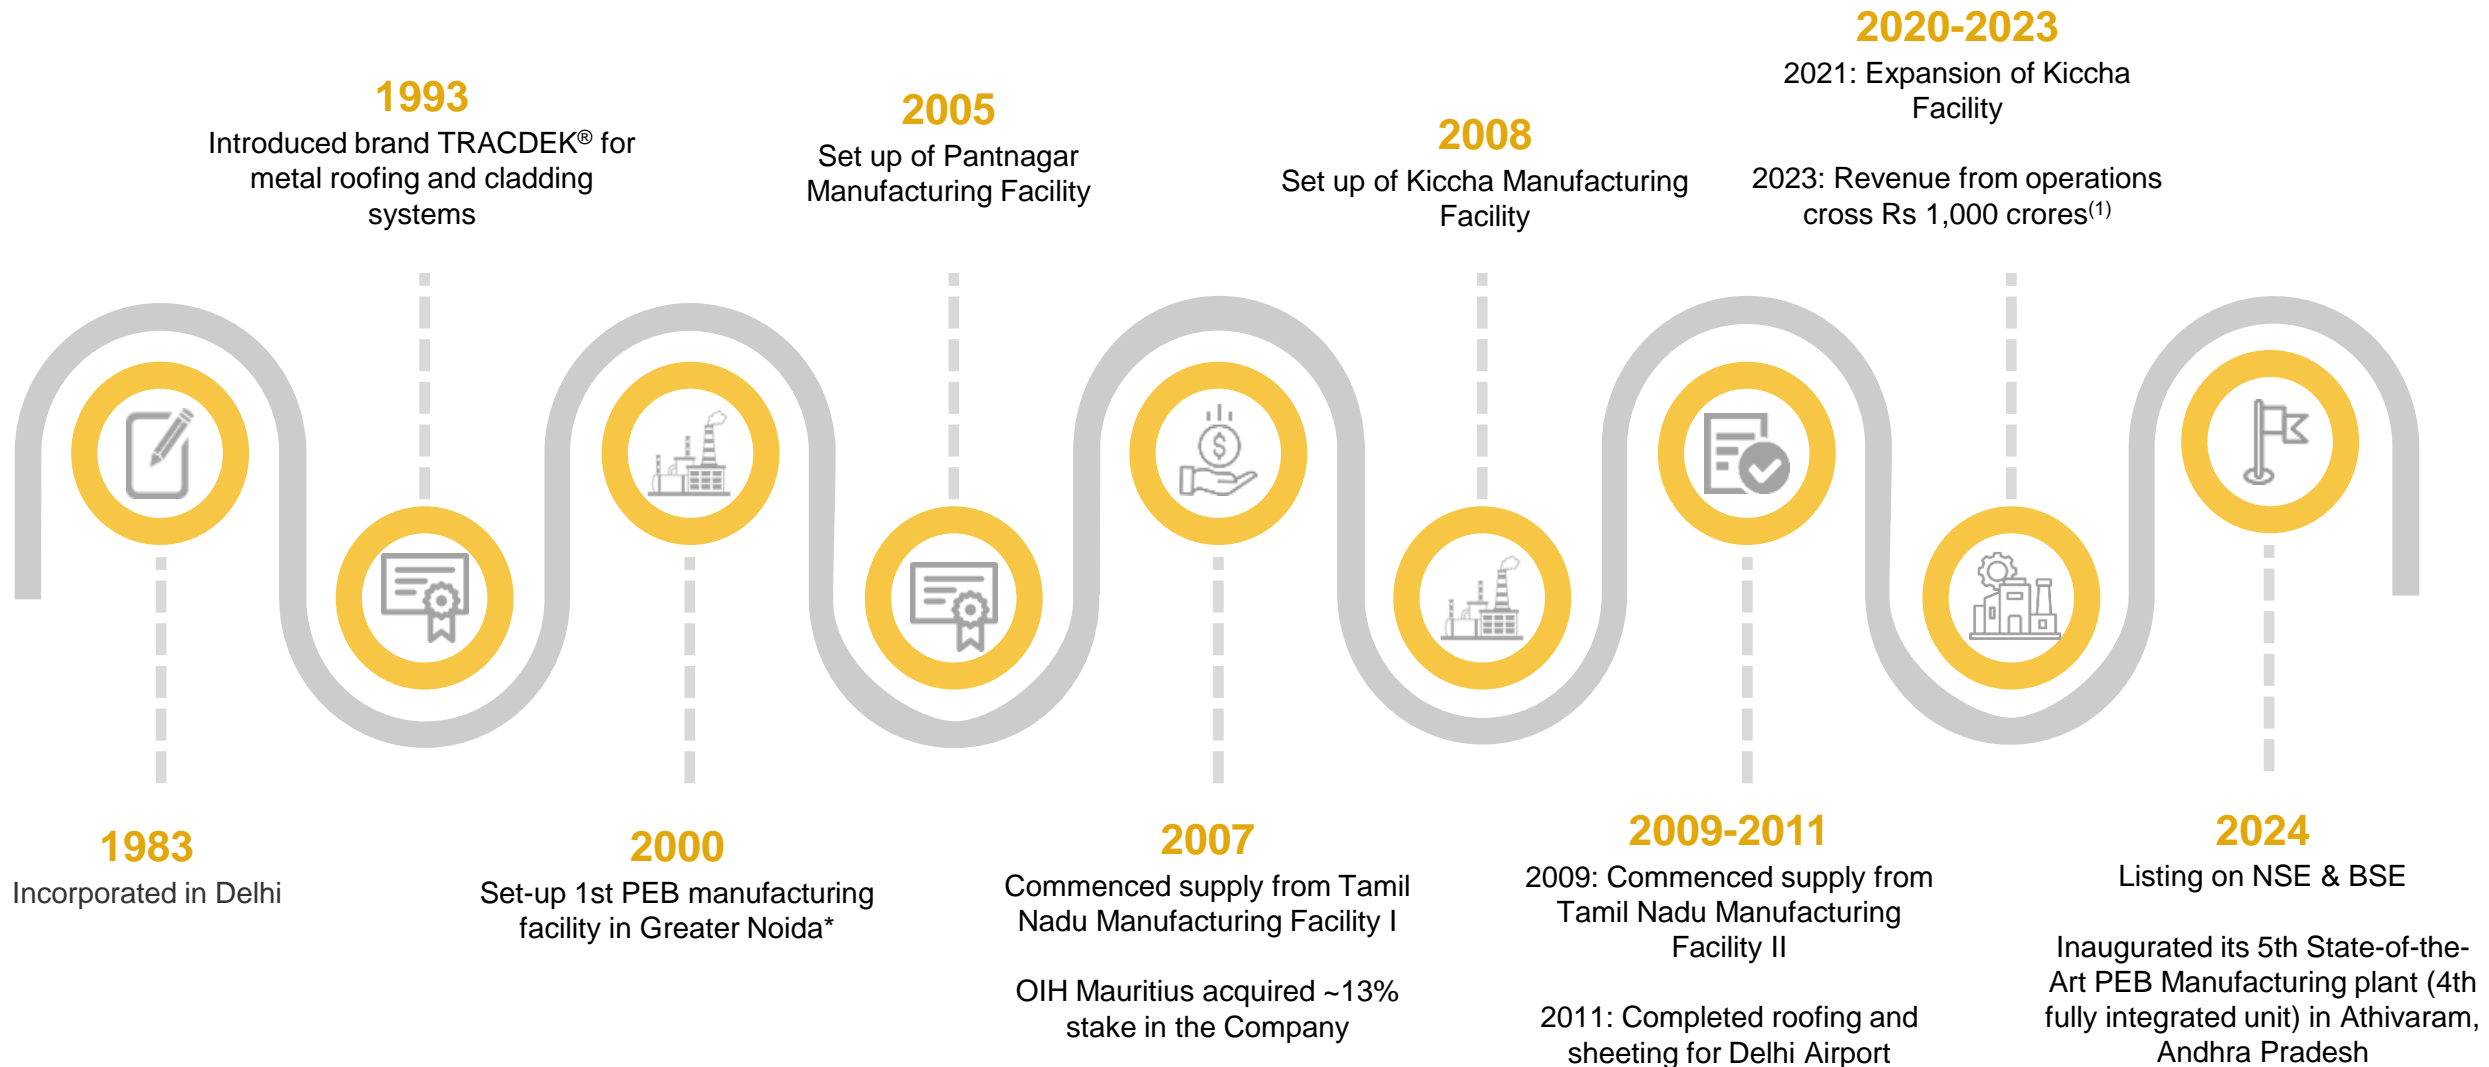 1983
Incorporated in Delhi
1993
Introduced brand TRACDEK® for
metal roofing and cladding
systems
2000
Set-up 1st PEB manufacturing
facility in Greater Noida*
2005
Set up of Pantnagar
Manufacturing Facility
2007
Commenced supply from Tamil
Nadu Manufacturing Facility I
OIH Mauritius acquired ~13%
stake in the Company
2008
Set up of Kiccha Manufacturing
Facility
2009-2011
2009: Commenced supply from
Tamil Nadu Manufacturing
Facility II
2011: Completed roofing and
sheeting for Delhi Airport
2020-2023
2021: Expansion of Kiccha
Facility
2023: Revenue from operations
cross Rs 1,000 crores(1)
2024
Listing on NSE & BSE
Inaugurated its 5th State-of-the-
Art PEB Manufacturing plant (4th
fully integrated unit) in Athivaram,
Andhra Pradesh